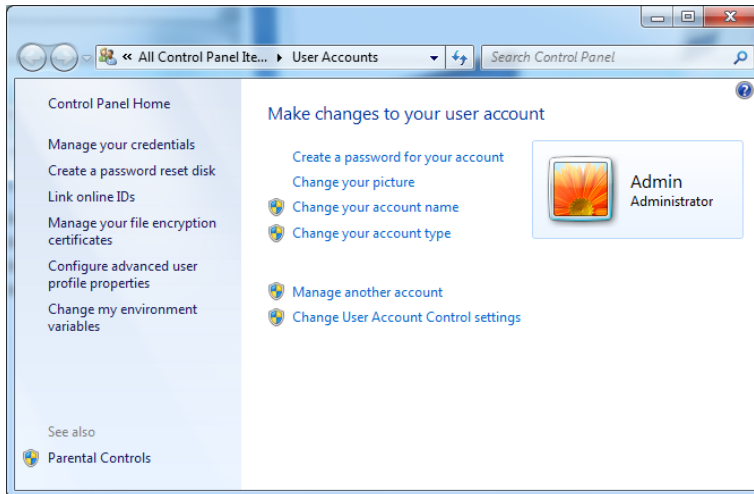 « All Control Panel Ite... User Accounts
Search Control Panel
Control Panel Home
Manage your credentials
Create a password reset disk
Link online IDs
Manage your file encryption
certificates
Configure advanced user
profile properties
Change my environment
variables
See also
Parental Controls
Make changes to your user account
Create a password for your account
Change your picture
Change your account name
Change your account type
Manage another account
Change User Account Control settings
Admin
Administrator